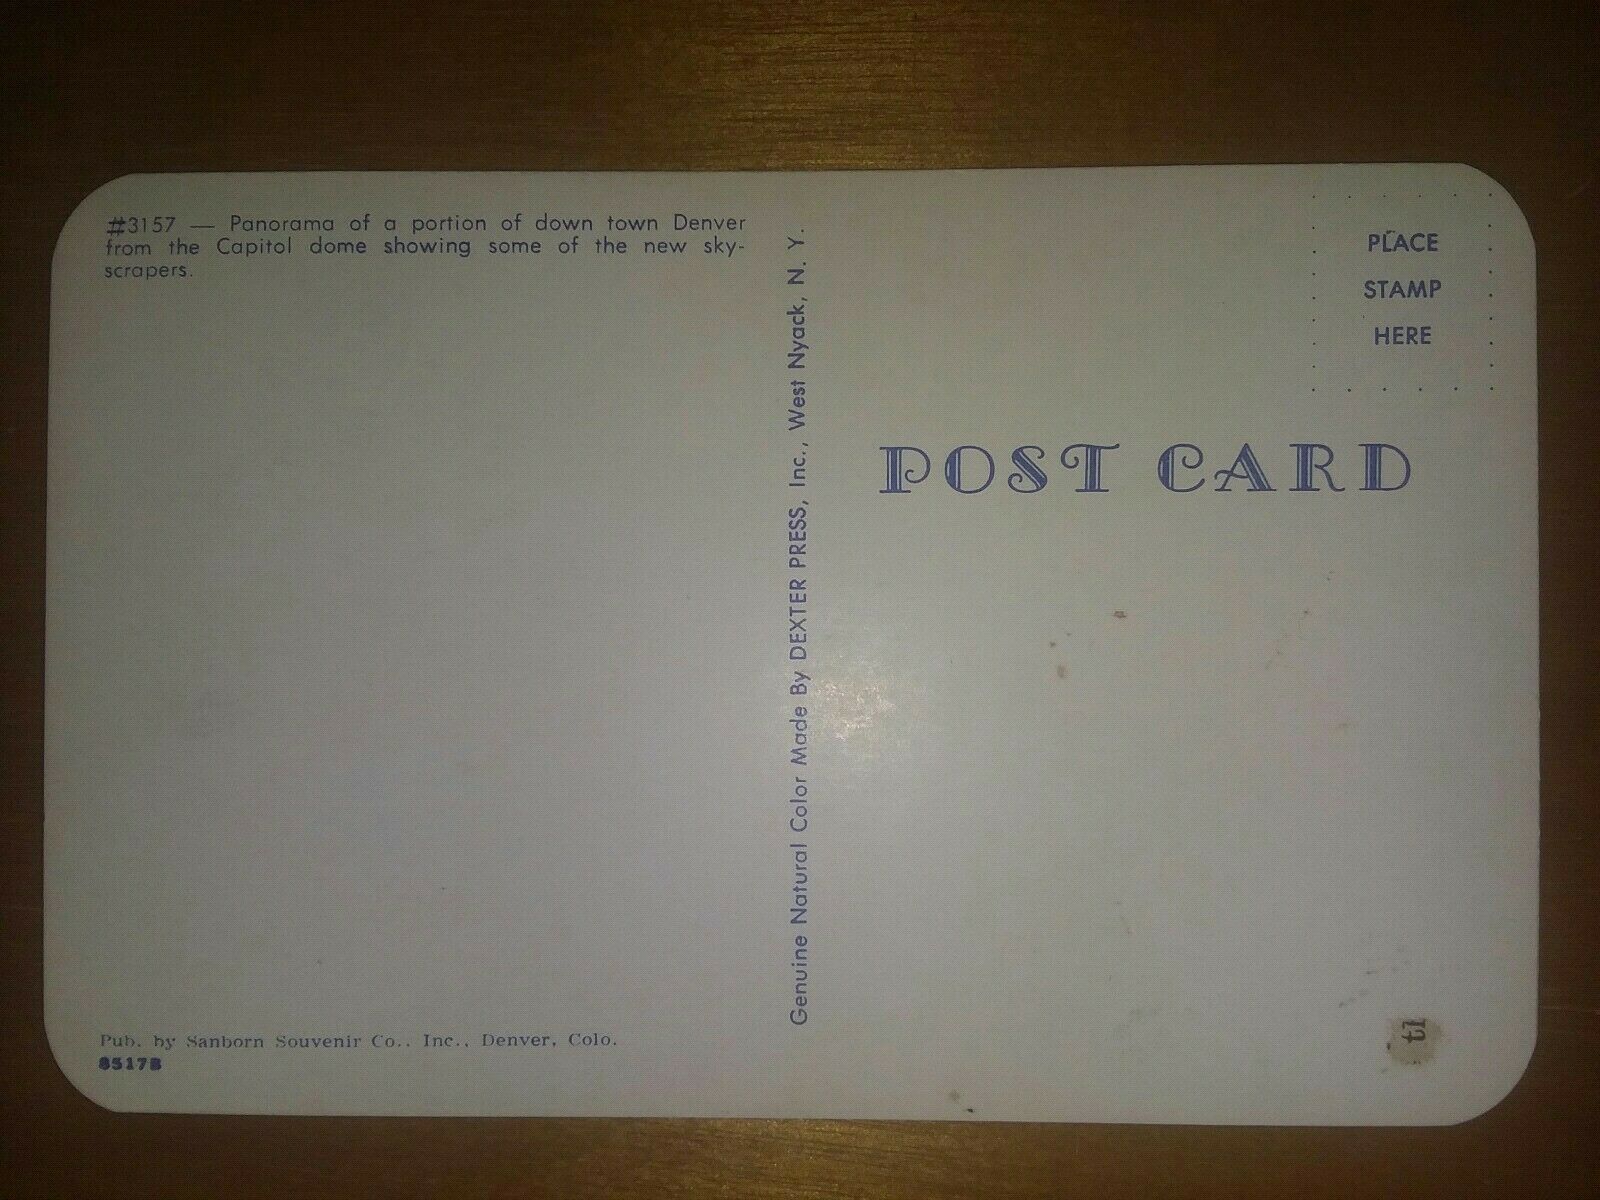 #3157 — Panorama of a portion of down town Denver
from the Capitol dome showing some of the new sky-
scrapers.
Pub. by Sanborn Souvenir Co., Inc., Denver, Colo.
Genuine Natural Color Made By DEXTER PRESS, Inc., West Nyack, N. Y.
PLACE
STAMP
HERE
POST CARD